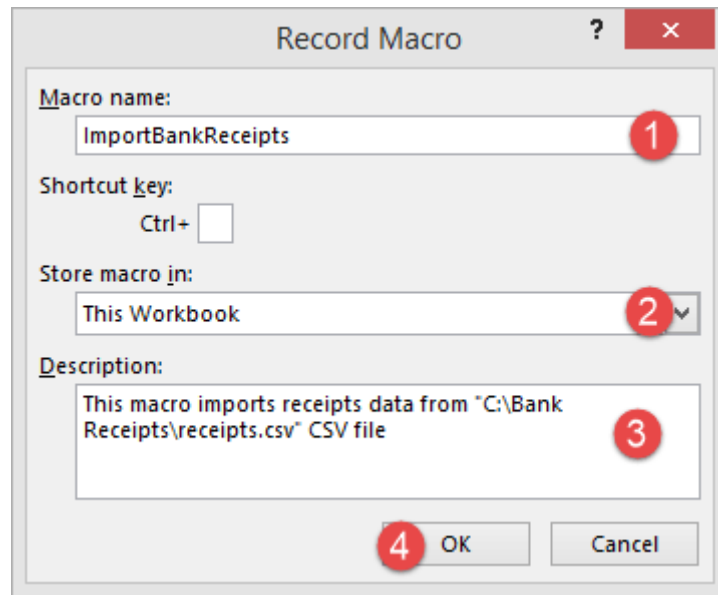 Record Macro ? ×
Macro name:
ImportBankReceipts 1
Shortcut key:
Ctrl+
Store macro in:
This Workbook 2
Description:
This macro imports receipts data from "C:\Bank
Receipts\receipts.csv" CSV file
3
4 OK Cancel